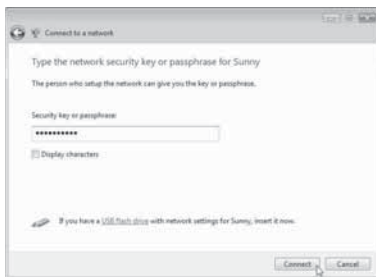 Connect to a network
Type the network security key or passphrase for Sunny
The person who setup the network can give you the key or passphrase.
Security key or passphrase:
••••••••••
Display characters
If you have a USB flash drive with network settings for Sunny, insert it now.
Connect Cancel